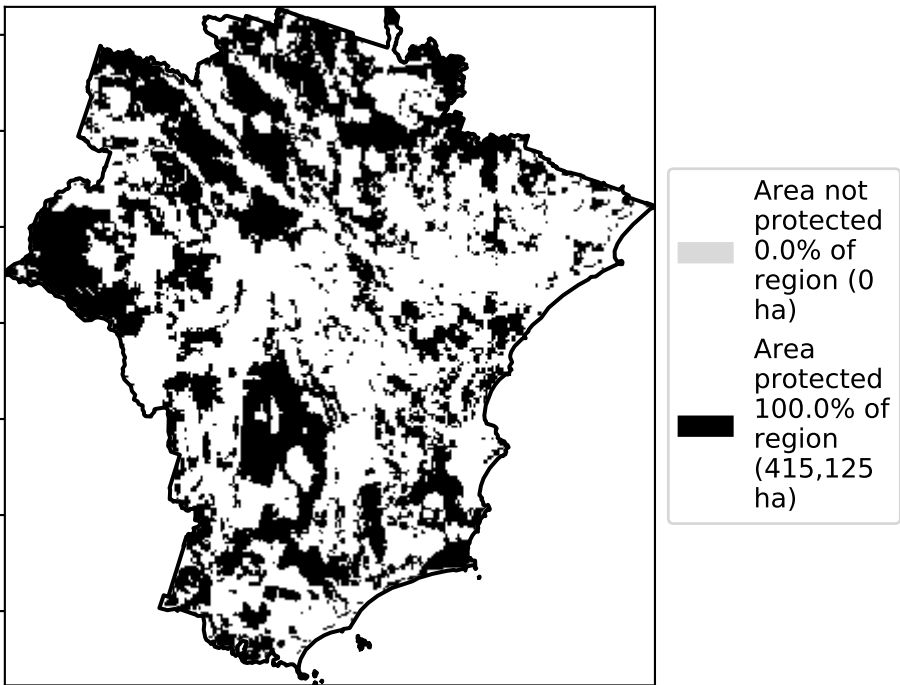 Area not
protected
0.0% of
region (0
ha)
Area
protected
100.0% of
region
(415,125
ha)